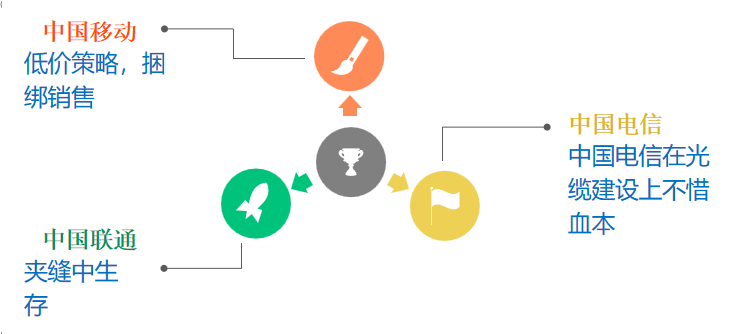 中国移动
低价策略，捆
绑销售
中国电信
中国电信在光
缆建设上不惜
血本
中国联通
夹缝中生
存